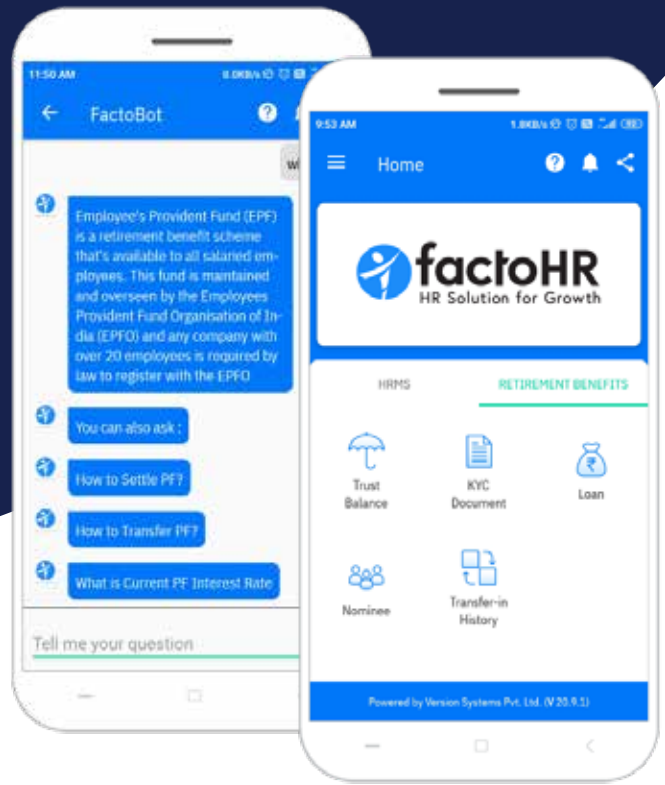 11:50 AM
FactoBot
Employee's Provident Fund (EPF)
is a retirement benefit scheme
that's available to all salaried em-
ployees. This fund is maintained
and overseen by the Employees
Provident Fund Organisation of In-
dia (EPFO) and any company with
over 20 employees is required by
law to register with the EPFO
You can also ask :
How to Settle PF?
How to Transfer PF?
What is Current PF Interest Rate
Tell me your question
9:53 AM
Home
factoHR
HR Solution for Growth
HRMS
RETIREMENT BENEFITS
Trust
Balance
KYC
Document
Loan
Nominee
Transfer-in
History
Powered by Version Systems Pvt. Ltd. (V 20.9.1)